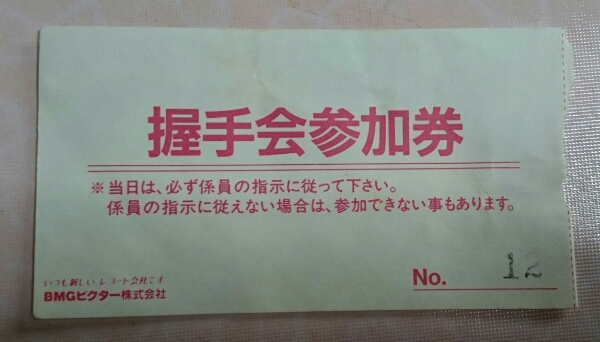 握手会参加券
※当日は、必ず係員の指示に従って下さい。
係員の指示に従えない場合は、参加できない事もあります。
No. 12
いつも新しい、レコード会社です
BMGビクター株式会社